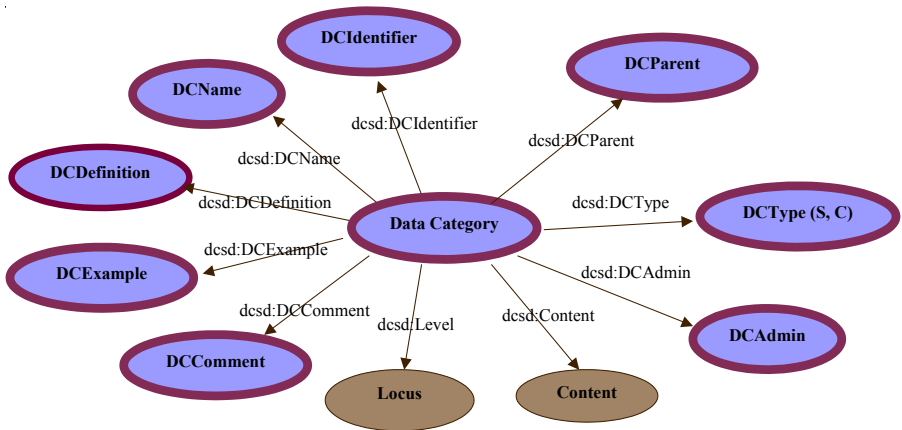 DCIdentifier
DCParent
DCName
dcsd:DCIdentifier
dcsd:DCParent
dcsd:DCName
DCDefinition
dcsd:DCDefinition
dcsd:DCType
DCType (S, C)
Data Category
dcsd:DCExample
DCExample
dcsd:DCAdmin
dcsd:DCComment
dcsd:Level
dcsd:Content
DCAdmin
DCComment
Locus
Content